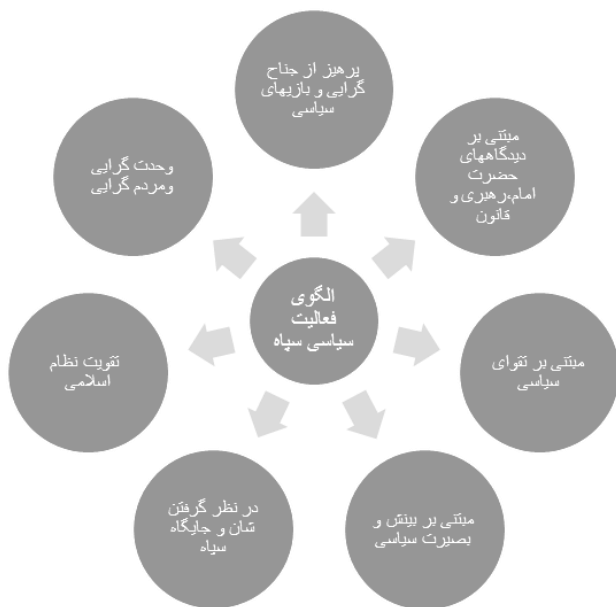 پرهیز از جناح
گرایی و بازیهای
سیاسی
مبتنی بر
دیدگاههای
حضرت
امام،رهبری و
قانون
مبتنی بر تقوای
سیاسی
مبتنی بر بینش و
بصیرت سیاسی
در نظر گرفتن
شان و جایگاه
سپاه
تقویت نظام
اسلامی
وحدت گرایی
ومردم گرایی
الگوی
فعالیت
سیاسی سپاه